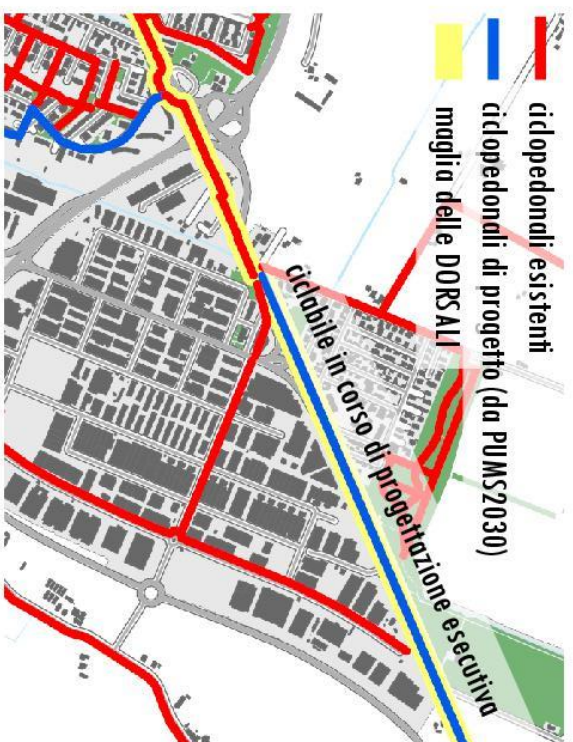 ciclopedonali esistenti
ciclopedonali di progetto (da PUMS2030)
maglia delle DORSALI
ciclabile in corso di progettazione esecutiva